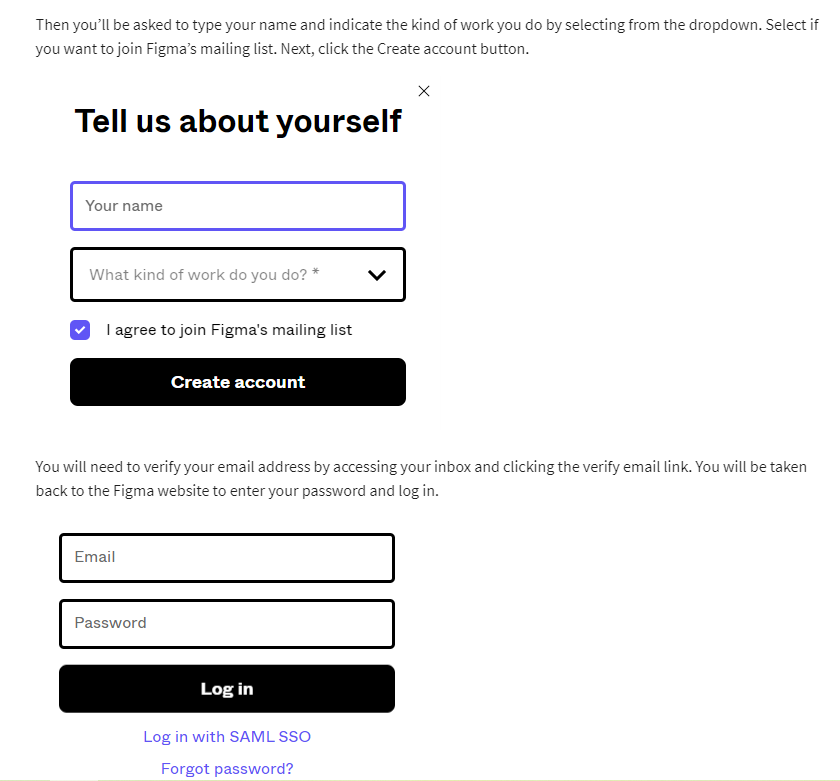 Then you’ll be asked to type your name and indicate the kind of work you do by selecting from the dropdown. Select if
you want to join Figma’s mailing list. Next, click the Create account button.
Tell us about yourself
Your name
What kind of work do you do? *
I agree to join Figma's mailing list
Create account
You will need to verify your email address by accessing your inbox and clicking the verify email link. You will be taken
back to the Figma website to enter your password and log in.
Email
Password
Log in
Log in with SAML SSO
Forgot password?